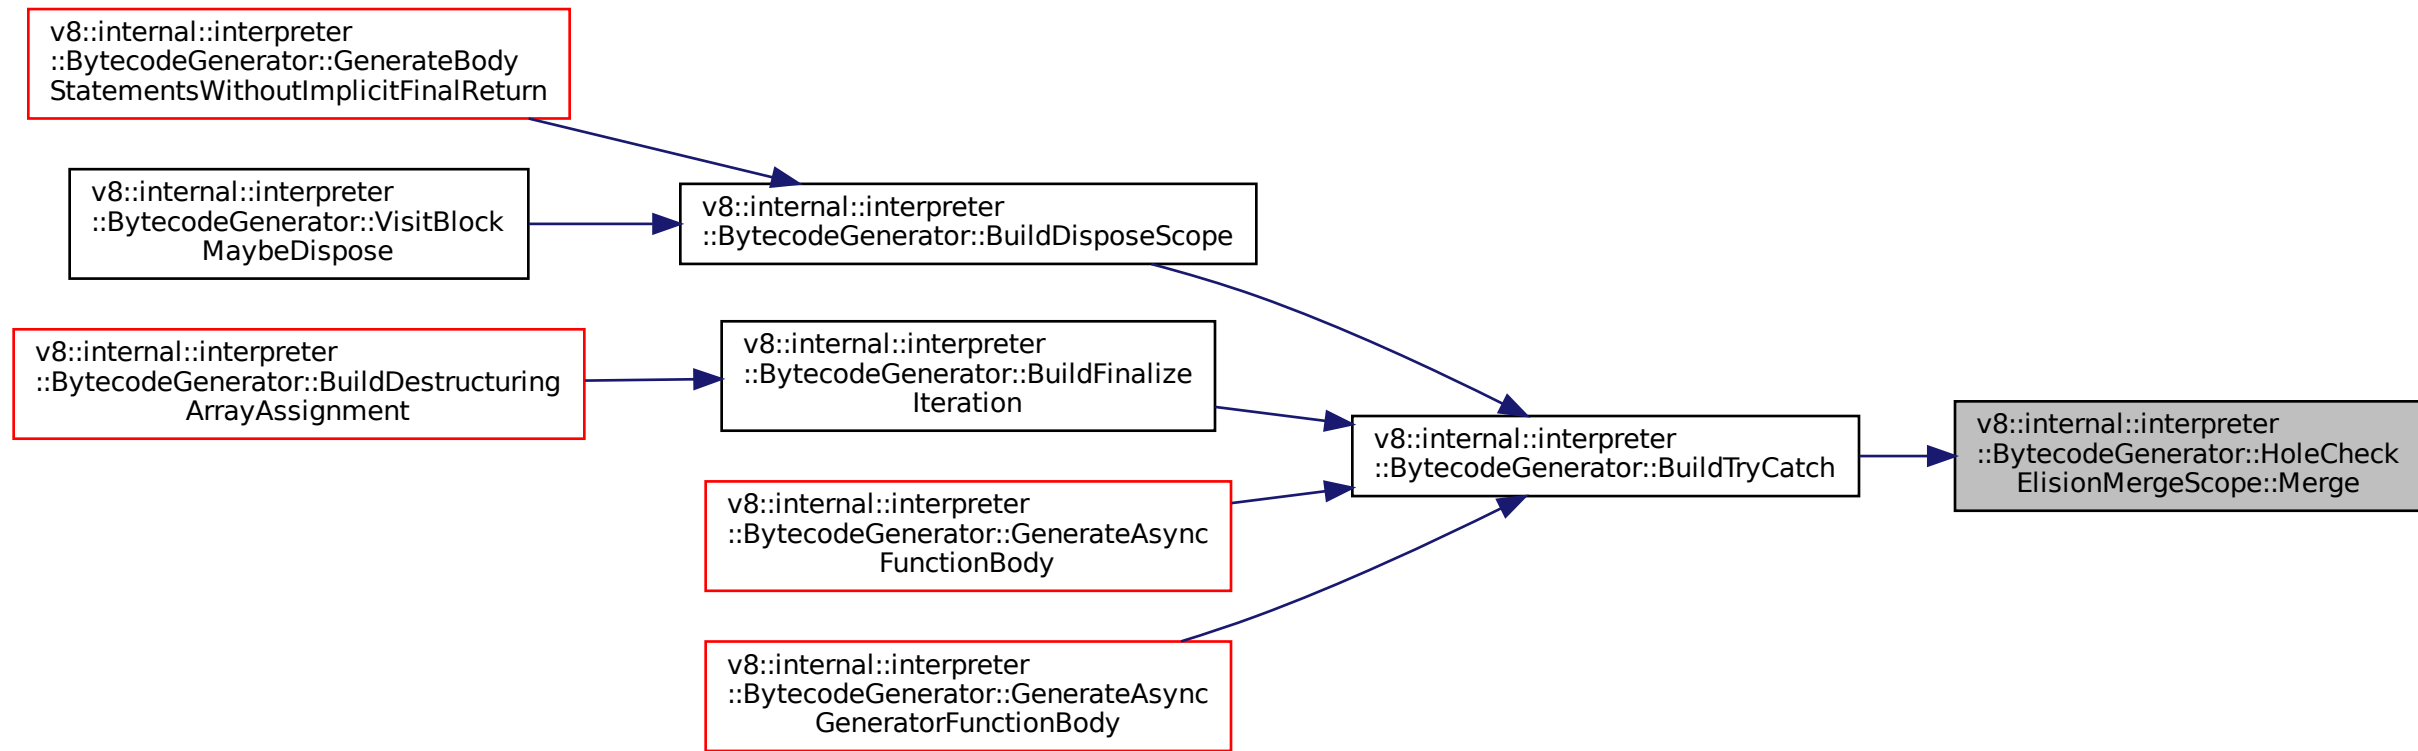 v8::internal::interpreter
::BytecodeGenerator::GenerateBody
StatementsWithoutImplicitFinalReturn
v8::internal::interpreter
::BytecodeGenerator::VisitBlock
MaybeDispose
v8::internal::interpreter
::BytecodeGenerator::BuildDestructuring
ArrayAssignment
v8::internal::interpreter
::BytecodeGenerator::BuildDisposeScope
v8::internal::interpreter
::BytecodeGenerator::BuildFinalize
Iteration
v8::internal::interpreter
::BytecodeGenerator::GenerateAsync
FunctionBody
v8::internal::interpreter
::BytecodeGenerator::GenerateAsync
GeneratorFunctionBody
v8::internal::interpreter
::BytecodeGenerator::BuildTryCatch
v8::internal::interpreter
::BytecodeGenerator::HoleCheck
ElisionMergeScope::Merge